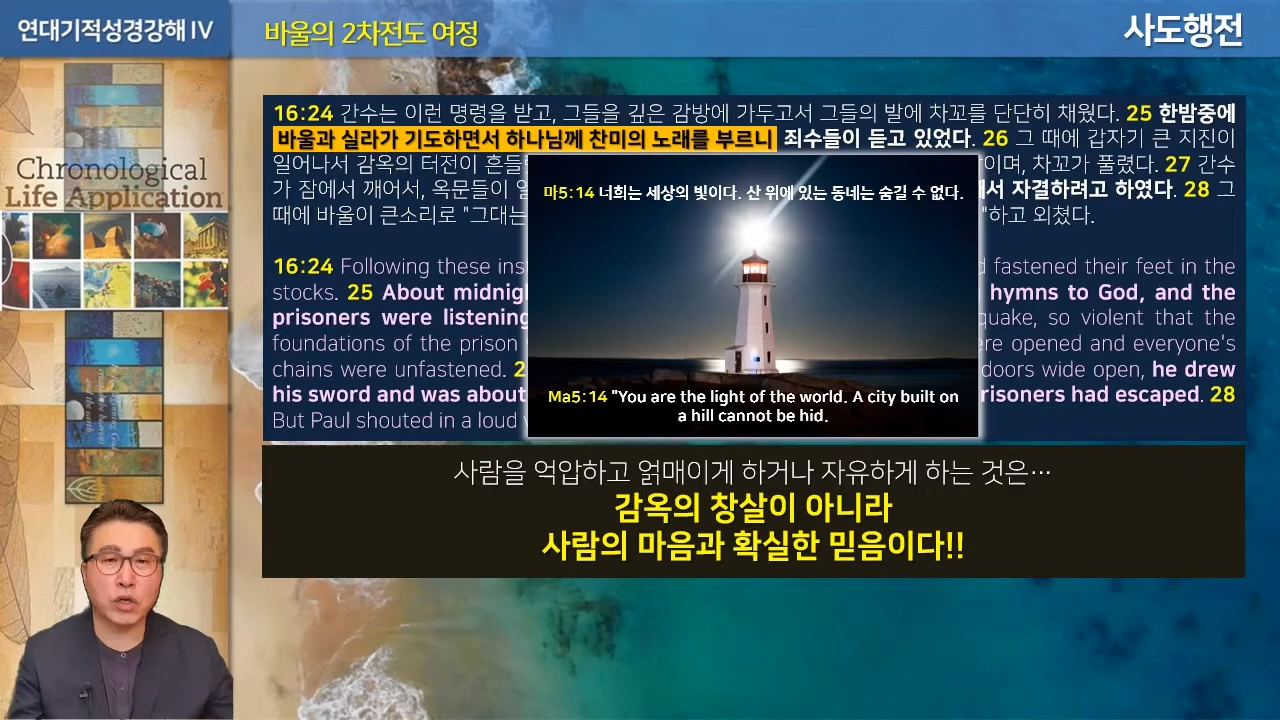 연대기적성경강해 IV
바울의 2차전도 여정
사도행전
Chronological
Life Application
16:24 간수는 이런 명령을 받고, 그들을 깊은 감방에 가두고서 그들의 발에 차꼬를 단단히 채웠다. 25 한밤중에
바울과 실라가 기도하면서 하나님께 찬미의 노래를 부르니 죄수들이 듣고 있었다. 26 그 때에 갑자기 큰 지진이
일어나서 감옥의 터전이 이며, 차꼬가 풀렸다. 27 간수
가 잠에서 깨어서, 옥문들이 서 자결하려고 하였다. 28 그
때에 바울이 큰소리로 "그대는 "하고 외쳤다.
마5:14 너희는 세상의 빛이다. 산 위에 있는 동네는 숨길 수 없다.
Ma5:14 "You are the light of the world. A city built on
a hill cannot be hid.
16:24 Following these fastened their feet in the
stocks. 25 About hymns to God, and the
prisoners were listening so violent that the
foundations of the prison opened and everyone's
chains were unfastened. doors wide open, he drew
his sword and was about had escaped. 28
But Paul shouted in a loud
사람을 억압하고 얽매이게 하거나 자유하게 하는 것은…
감옥의 창살이 아니라
사람의 마음과 확실한 믿음이다!!